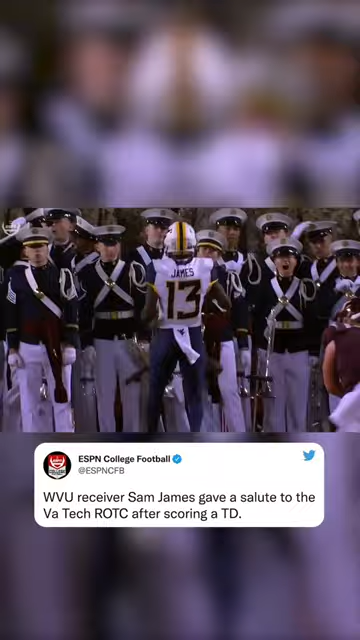 JAMES
13
ESPN College Football
@ESPNCFB
WVU receiver Sam James gave a salute to the
Va Tech ROTC after scoring a TD.